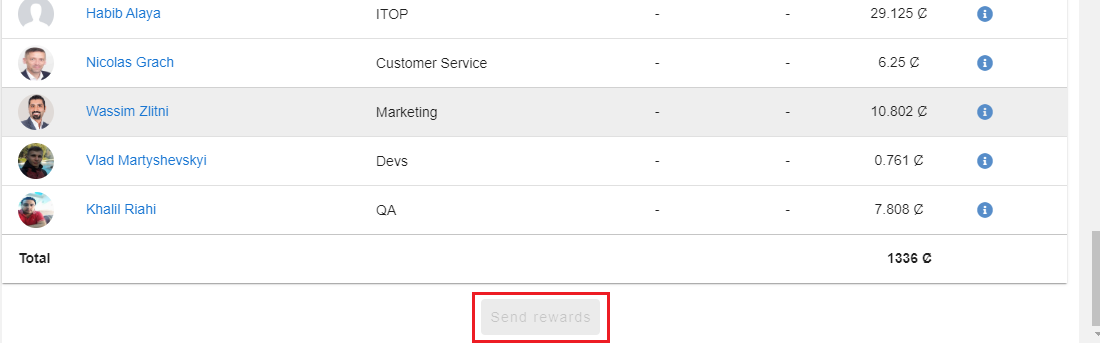 Habib Alaya ITOP - - 29.125 ₡
Nicolas Grach Customer Service - - 6.25 ₡
Wassim Zlitni Marketing - - 10.802 ₡
Vlad Martyshevskyi Devs - - 0.761 ₡
Khalil Riahi QA - - 7.808 ₡
Total 1336 ₡
Send rewards